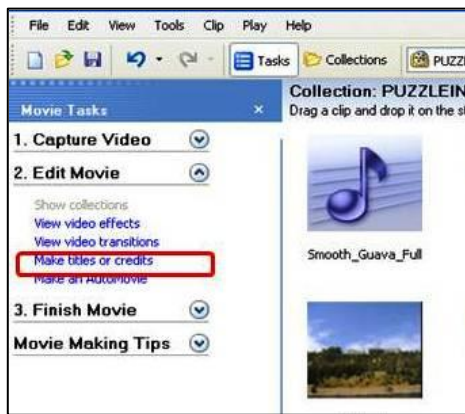 File Edit View Tools Clip Play Help
Tasks Collections PUZZL
Movie Tasks
Collection: PUZZLEIN
Drag a clip and drop it on the s
1. Capture Video
2. Edit Movie
Show collections
View video effects
View video transitions
Make titles or credits
Make an AutoMovie
3. Finish Movie
Movie Making Tips
Smooth_Guava_Full